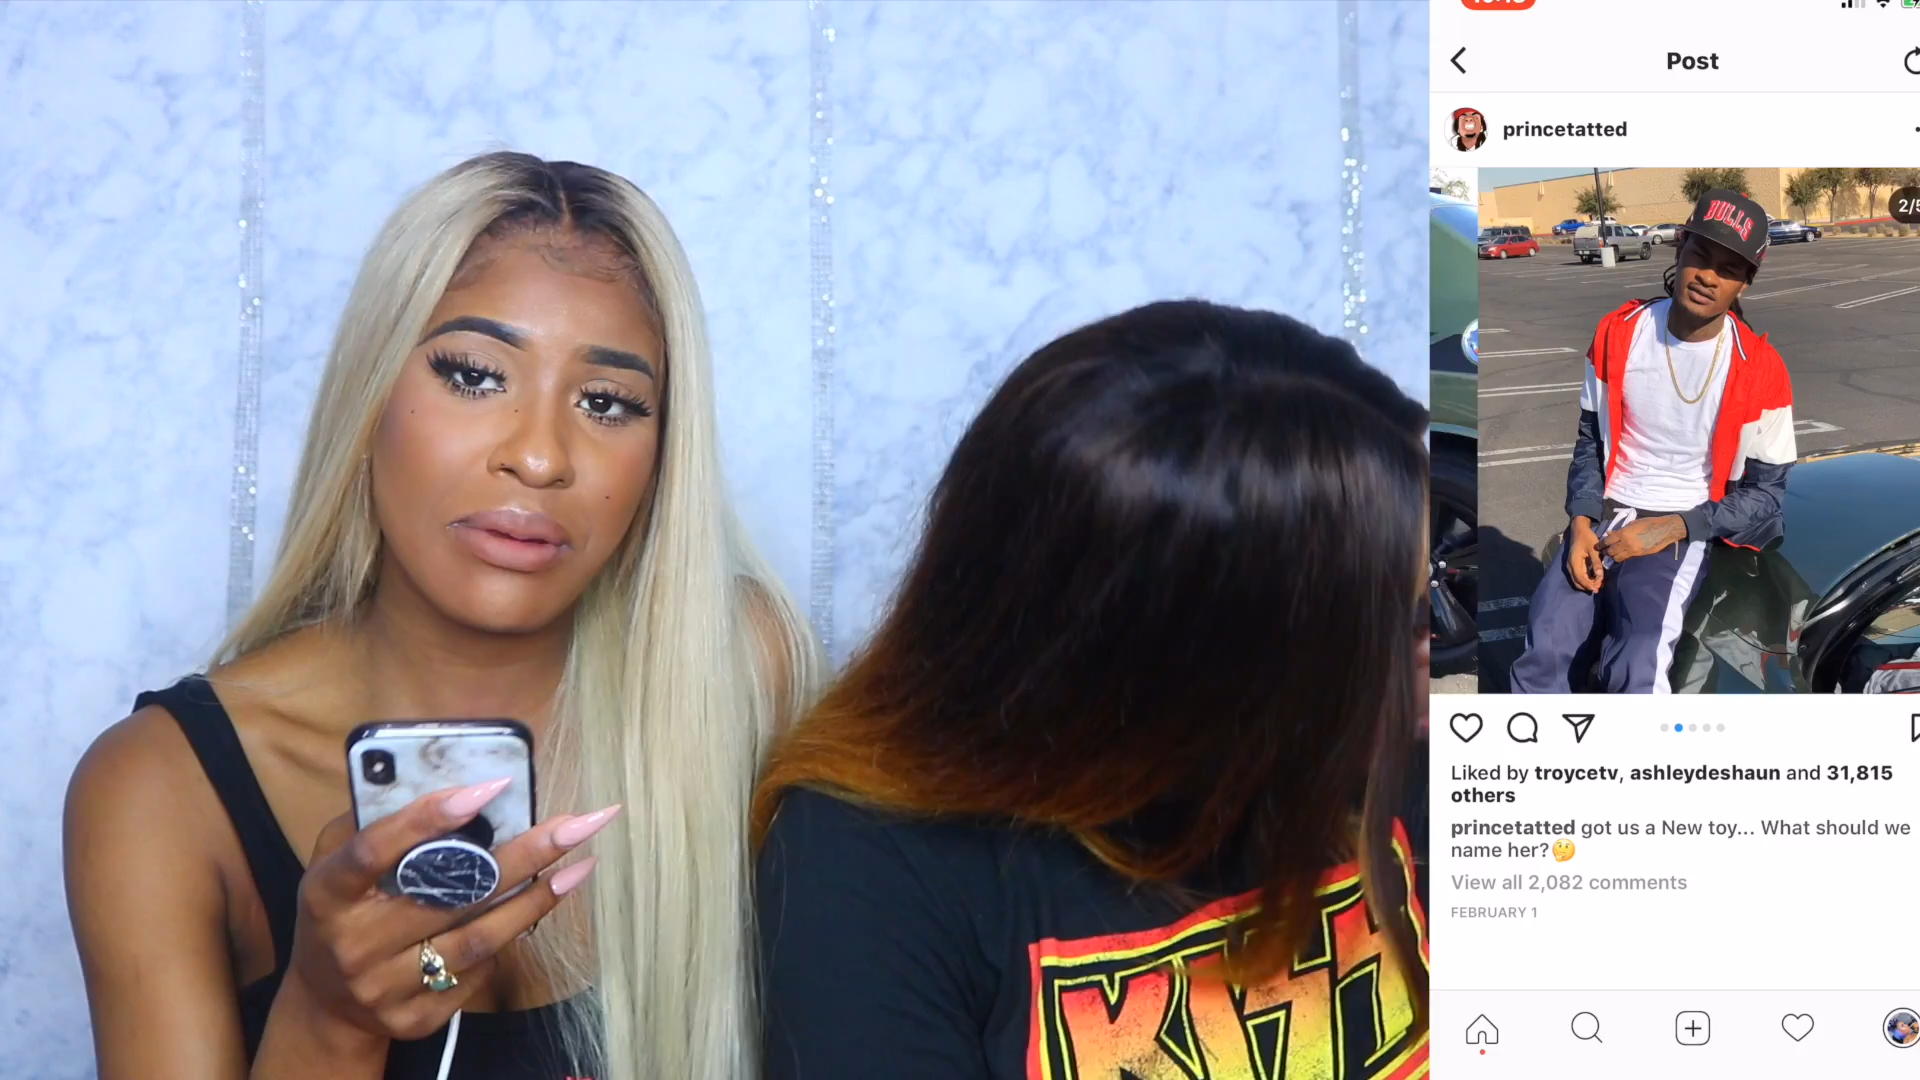 Post
princetatted
2/5
BULLS
Liked by troycetv, ashleydeshaun and 31,815
others
princetatted got us a New toy... What should we
name her?🤔
View all 2,082 comments
FEBRUARY 1